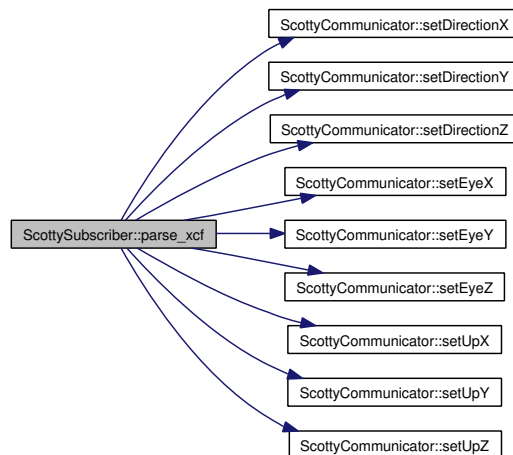 ScottyCommunicator::setDirectionX
ScottyCommunicator::setDirectionY
ScottyCommunicator::setDirectionZ
ScottyCommunicator::setEyeX
ScottySubscriber::parse_xcf
ScottyCommunicator::setEyeY
ScottyCommunicator::setEyeZ
ScottyCommunicator::setUpX
ScottyCommunicator::setUpY
ScottyCommunicator::setUpZ